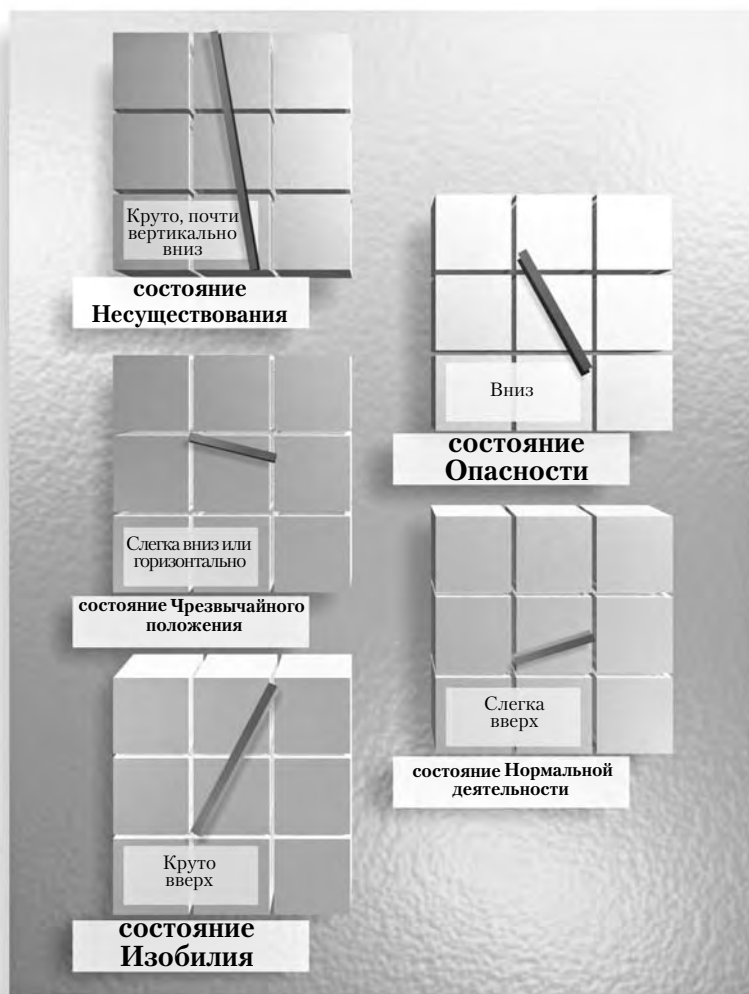 Круто, почти
вертикально
вниз
состояние
Несуществования
Вниз
состояние
Опасности
Слегка вниз или
горизонтально
состояние Чрезвычайного
положения
Слегка
вверх
состояние Нормальной
деятельности
Круто
вверх
состояние
Изобилия